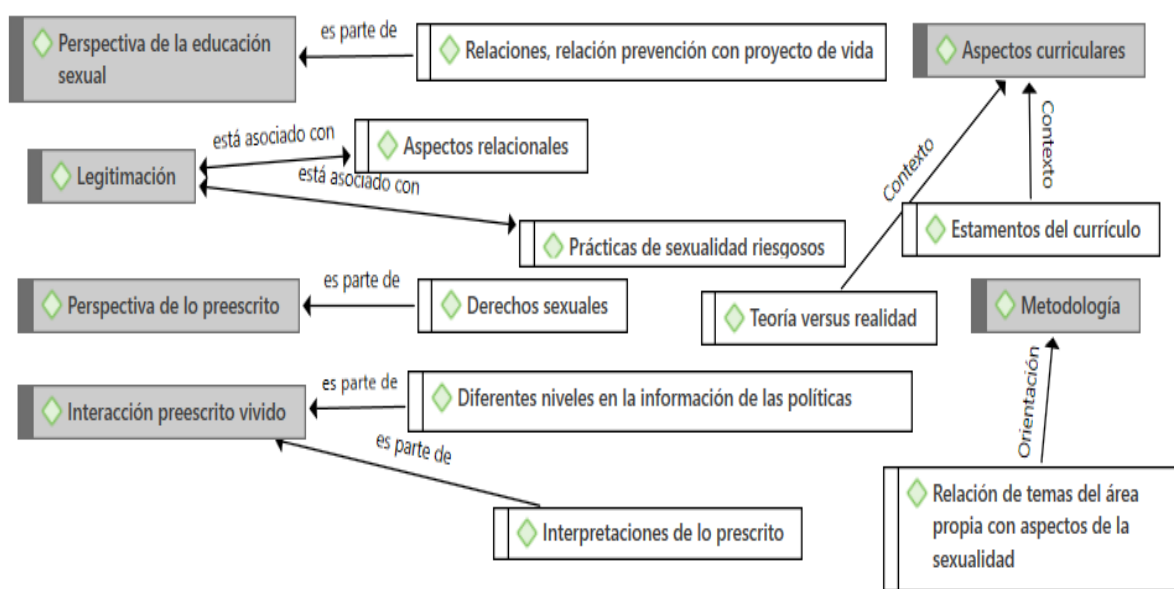 Perspectiva de la educación
sexual
es parte de
Relaciones, relación prevención con proyecto de vida
Aspectos curriculares
está asociado con
Aspectos relacionales
Legitimación
está asociado con
Prácticas de sexualidad riesgosos
Contexto
Contexto
Estamentos del currículo
Perspectiva de lo preescrito
es parte de
Derechos sexuales
Teoría versus realidad
Metodología
Interacción preescrito vivido
es parte de
Diferentes niveles en la información de las políticas
es parte de
Interpretaciones de lo prescrito
Orientación
Relación de temas del área
propia con aspectos de la
sexualidad